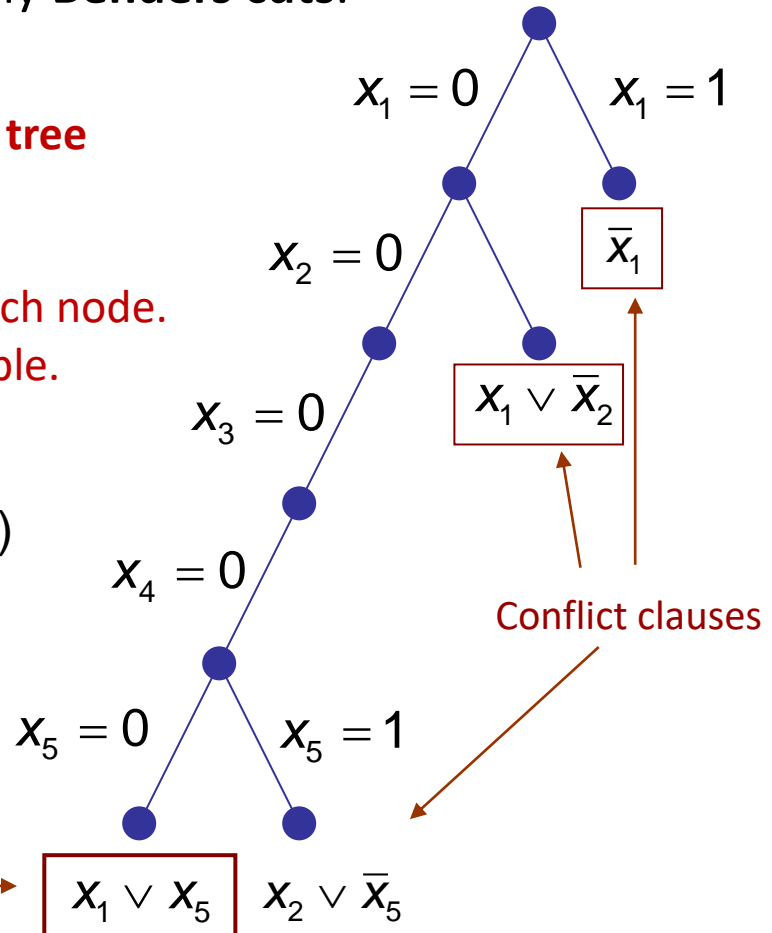 Benders cuts.
x₁ = 0
x₁ = 1
tree
x̄₁
x₂ = 0
ch node.
ple.
x₁ ∨ x̄₂
x₃ = 0
)
x₄ = 0
Conflict clauses
x₅ = 0
x₅ = 1
x₁ ∨ x₅
x₂ ∨ x̄₅